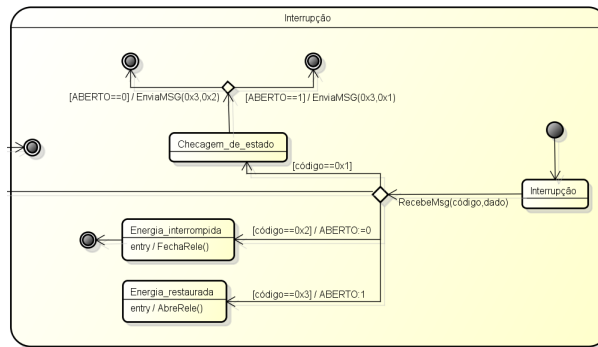 Interrupção
[ABERTO==0] / EnviaMSG(0x3,0x2)
[ABERTO==1] / EnviaMSG(0x3,0x1)
Checagem_de_estado
[código==0x1]
Interrupção
RecebeMsg(código,dado)
Energia_interrompida
entry / FechaRele()
[código==0x2] / ABERTO:=0
Energia_restaurada
entry / AbreRele()
[código==0x3] / ABERTO:1